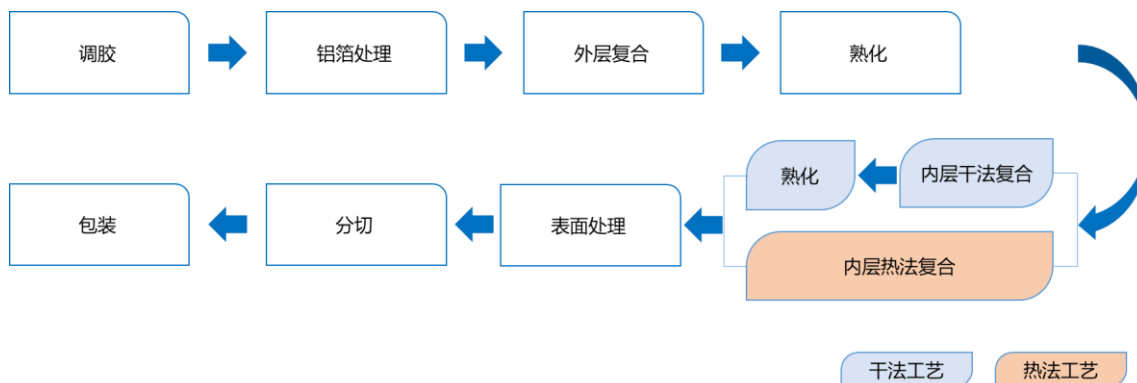 调胶
铝箔处理
外层复合
熟化
内层干法复合
熟化
内层热法复合
表面处理
分切
包装
干法工艺
热法工艺